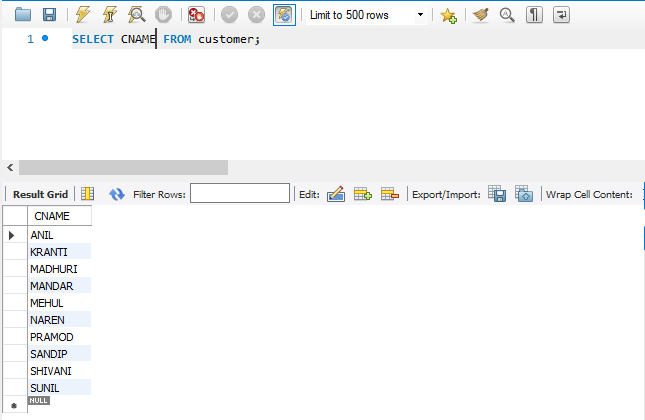 Limit to 500 rows
1 SELECT CNAME FROM customer;
Result Grid Filter Rows: Edit: Export/Import: Wrap Cell Content:
CNAME
ANIL
KRANTI
MADHURI
MANDAR
MEHUL
NAREN
PRAMOD
SANDIP
SHIVANI
SUNIL
NULL